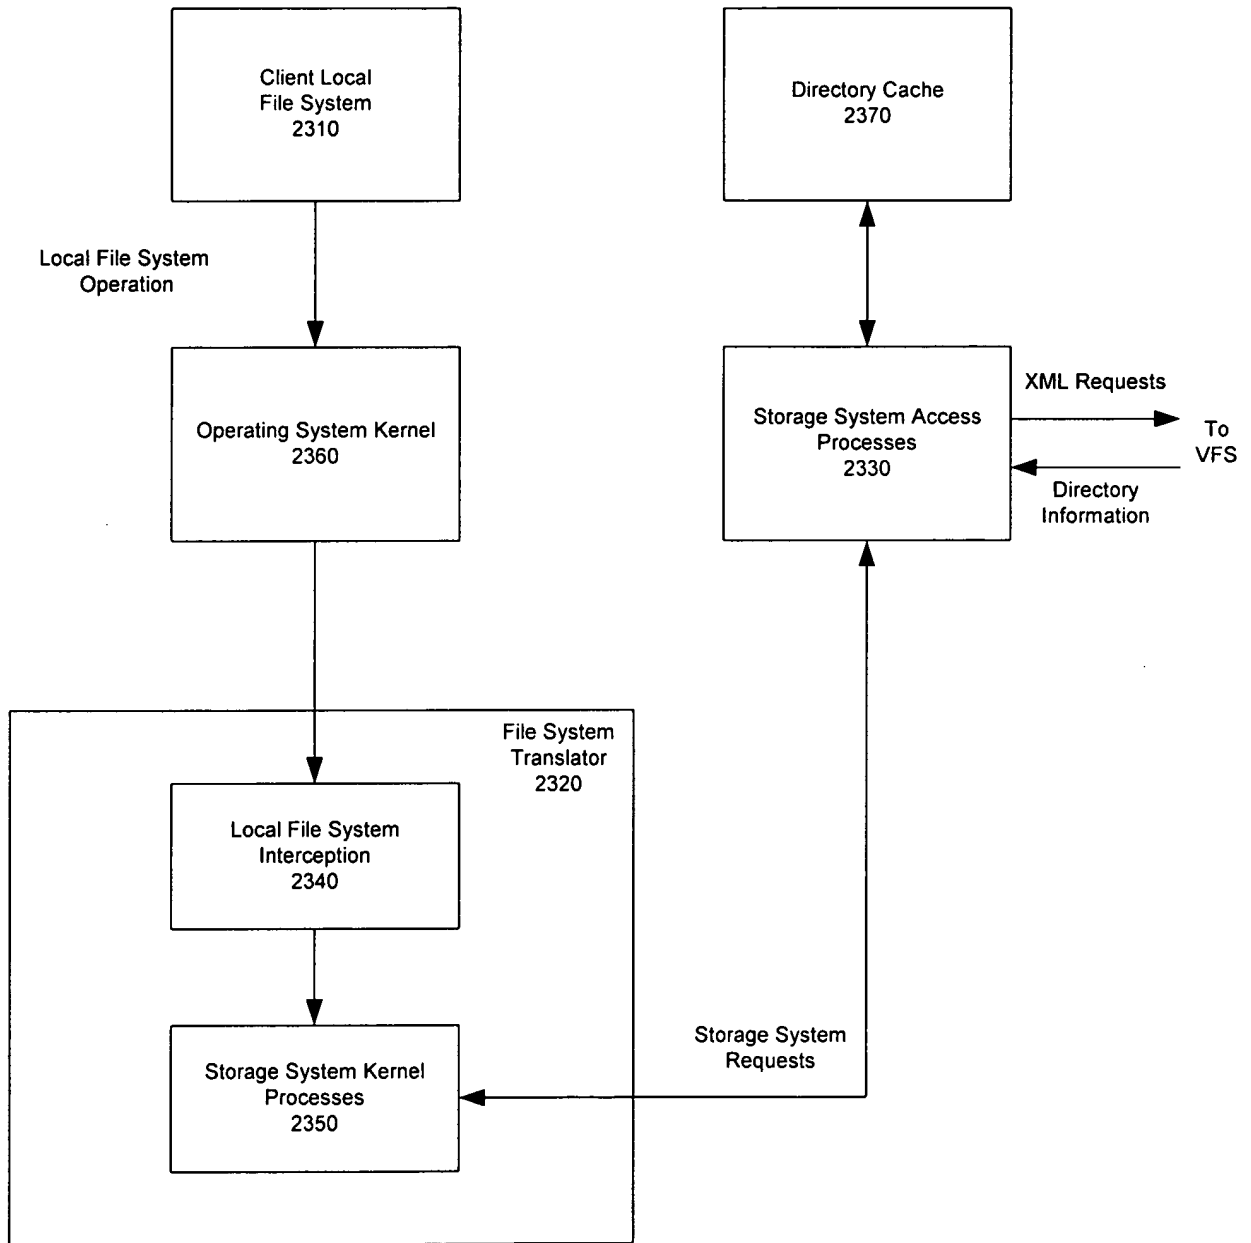 Client Local
File System
2310
Directory Cache
2370
Local File System
Operation
Operating System Kernel
2360
Storage System Access
Processes
2330
XML Requests
To
VFS
Directory
Information
File System
Translator
2320
Local File System
Interception
2340
Storage System Kernel
Processes
2350
Storage System
Requests